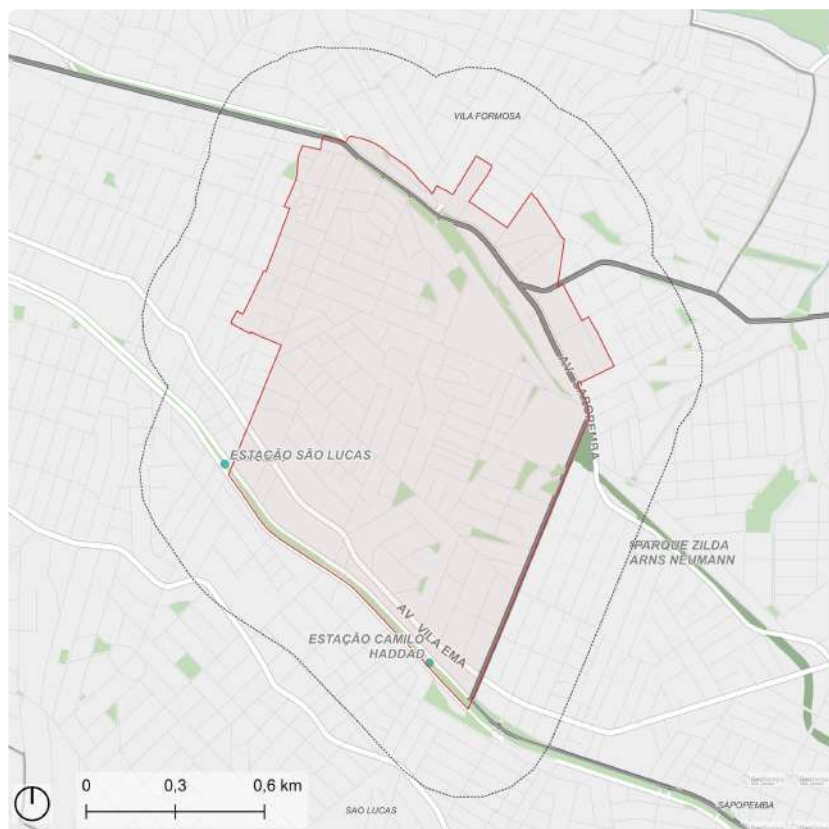 VILA FORMOSA
AV. SAPOPEMBA
ESTAÇÃO SÃO LUCAS
PARQUE ZILDA
ARNS NEUMANN
AV. VILA EMA
ESTAÇÃO CAMILO
HADDAD
0 0,3 0,6 km
SAO LUCAS
SAPOPEMBA